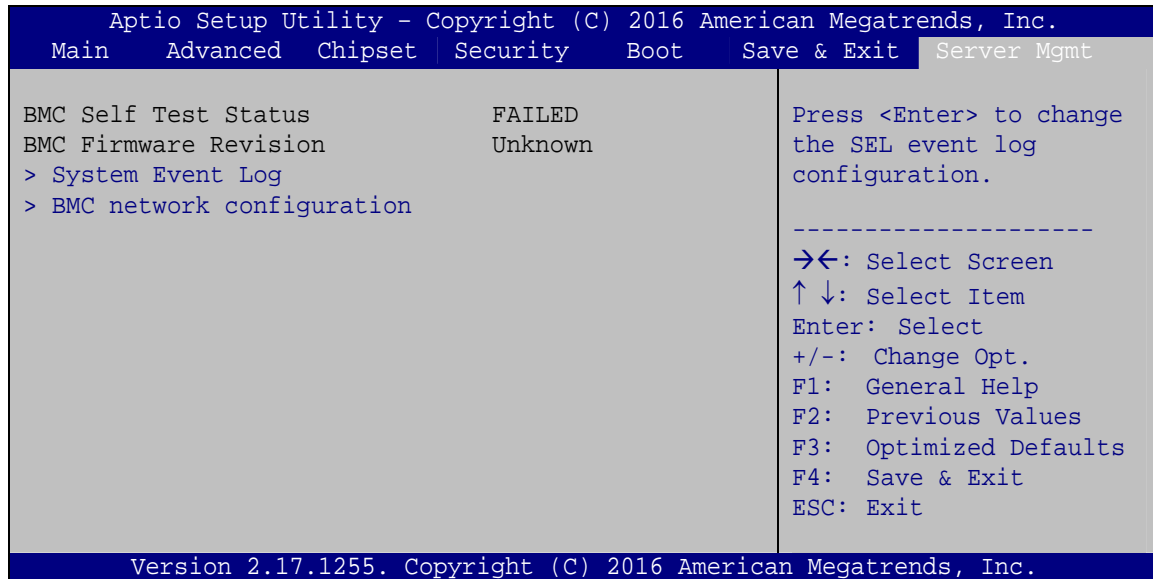 Aptio Setup Utility – Copyright (C) 2016 American Megatrends, Inc.
Main Advanced Chipset Security Boot Save & Exit Server Mgmt
BMC Self Test Status FAILED
BMC Firmware Revision Unknown
> System Event Log
> BMC network configuration
Press <Enter> to change
the SEL event log
configuration.
---------------------
→←: Select Screen
↑ ↓: Select Item
Enter: Select
+/-: Change Opt.
F1: General Help
F2: Previous Values
F3: Optimized Defaults
F4: Save & Exit
ESC: Exit
Version 2.17.1255. Copyright (C) 2016 American Megatrends, Inc.